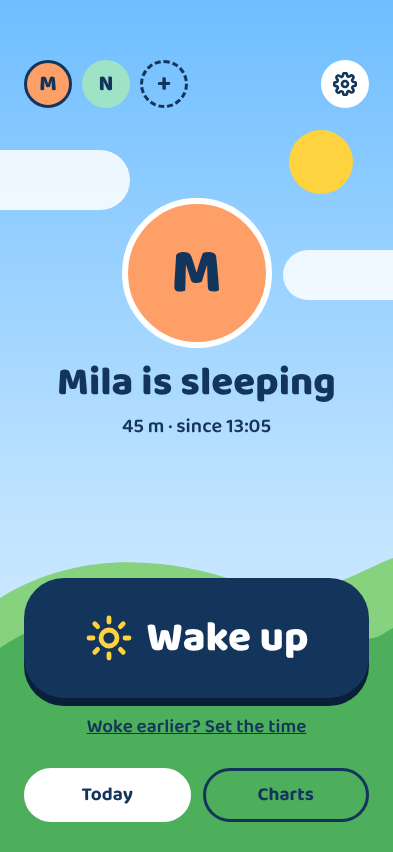 M N +
M
Mila is sleeping
45 m · since 13:05
Wake up
Woke earlier? Set the time
Today Charts